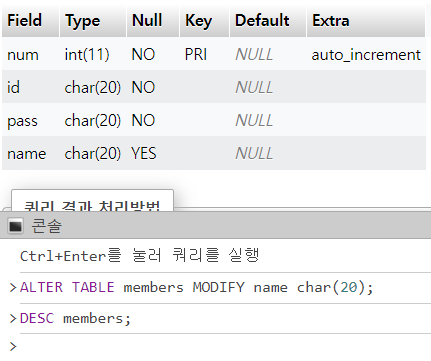 Field Type Null Key Default Extra
num int(11) NO PRI NULL auto_increment
id char(20) NO NULL
pass char(20) NO NULL
name char(20) YES NULL
쿼리 결과 처리방법
콘솔
Ctrl+Enter를 눌러 쿼리를 실행
>ALTER TABLE members MODIFY name char(20);
>DESC members;
>